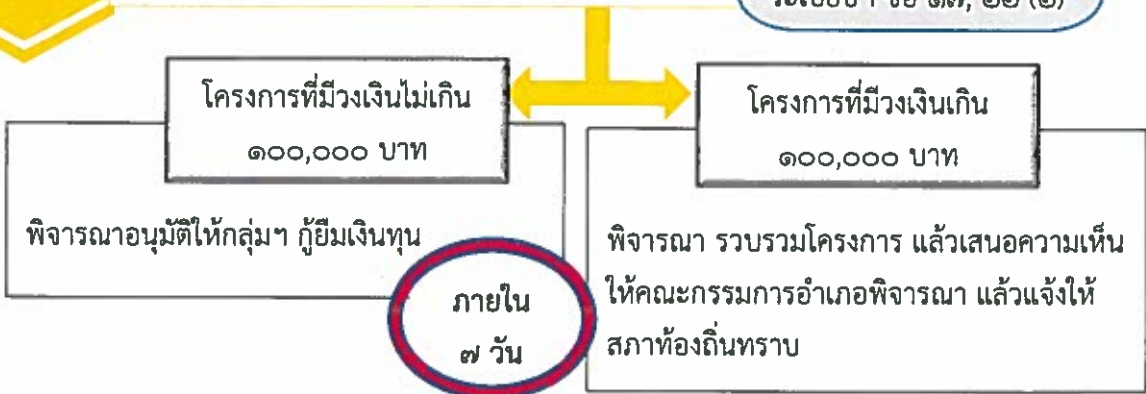 โครงการที่มีวงเงินไม่เกิน
๑๐๐,๐๐๐ บาท
พิจารณาอนุมัติให้กลุ่มฯ กู้ยืมเงินทุน
ภายใน
๗ วัน
โครงการที่มีวงเงินเกิน
๑๐๐,๐๐๐ บาท
พิจารณา รวบรวมโครงการ แล้วเสนอความเห็น
ให้คณะกรรมการอำเภอพิจารณา แล้วแจ้งให้
สภาท้องถิ่นทราบ